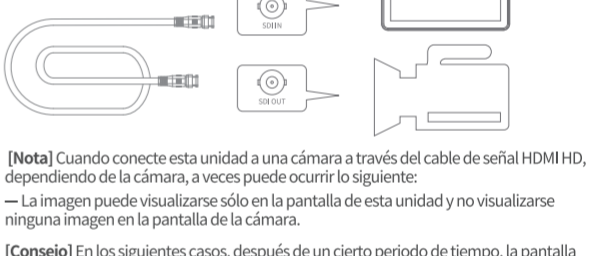 SDI IN
SDI OUT
[Nota] Cuando conecte esta unidad a una cámara a través del cable de señal HDMI HD,
dependiendo de la cámara, a veces puede ocurrir lo siguiente:
— La imagen puede visualizarse sólo en la pantalla de esta unidad y no visualizarse
ninguna imagen en la pantalla de la cámara.
[Consejo] En los siguientes casos, después de un cierto periodo de tiempo, la pantalla